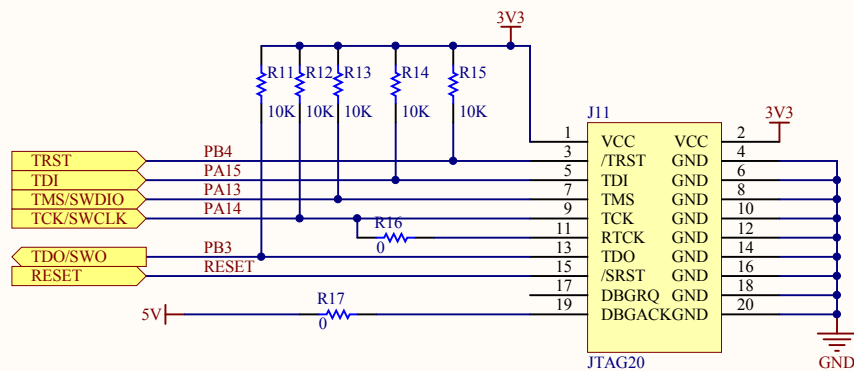 3V3
R11 R12 R13 R14 R15
10K 10K 10K 10K 10K
J11
3V3
1 VCC VCC 2
TRST PB4 3 /TRST GND 4
TDI PA15 5 TDI GND 6
TMS/SWDIO PA13 7 TMS GND 8
TCK/SWCLK PA14 9 TCK GND 10
R16 0 11 RTCK GND 12
TDO/SWO PB3 13 TDO GND 14
RESET RESET 15 /SRST GND 16
17 DBGRQ GND 18
5V R17 0 19 DBGACK GND 20
JTAG20
GND